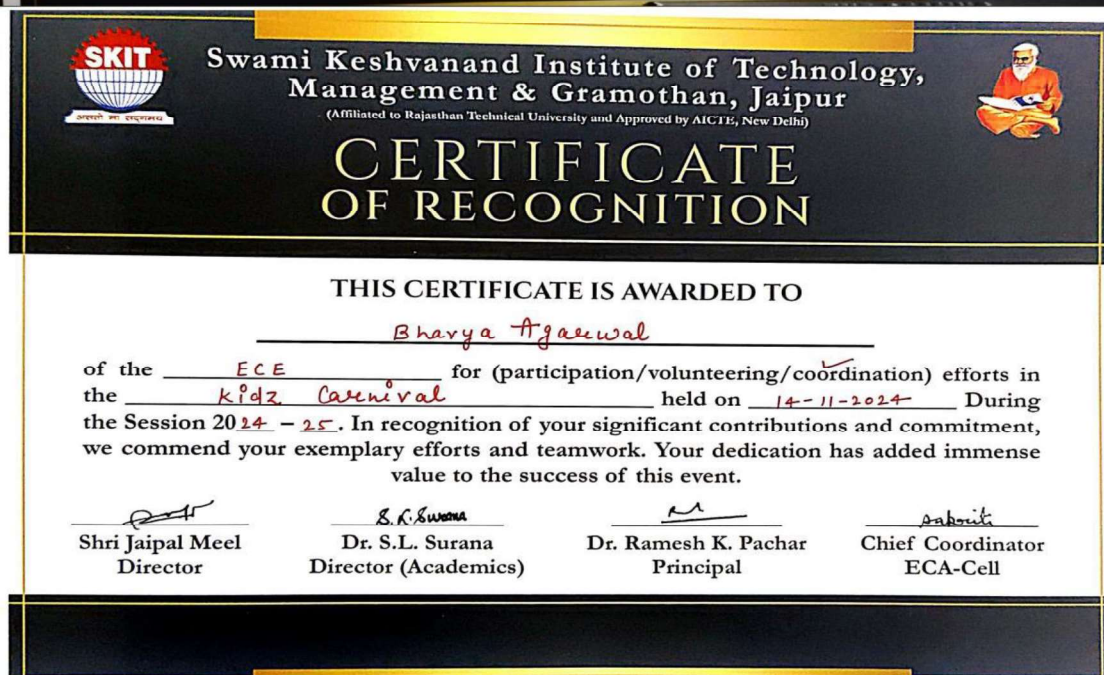 SKIT
असतो मा सद्गमय
Swami Keshvanand Institute of Technology,
Management & Gramothan, Jaipur
(Affiliated to Rajasthan Technical University and Approved by AICTE, New Delhi)
CERTIFICATE
OF RECOGNITION
THIS CERTIFICATE IS AWARDED TO
Bhavya Agarwal
of the ECE for (participation/volunteering/coordination) efforts in
the Kidz Carnival held on 14-11-2024 During
the Session 2024 – 25. In recognition of your significant contributions and commitment,
we commend your exemplary efforts and teamwork. Your dedication has added immense
value to the success of this event.
S. L. Surana
Shri Jaipal Meel Dr. S.L. Surana Dr. Ramesh K. Pachar Chief Coordinator
Director Director (Academics) Principal ECA-Cell